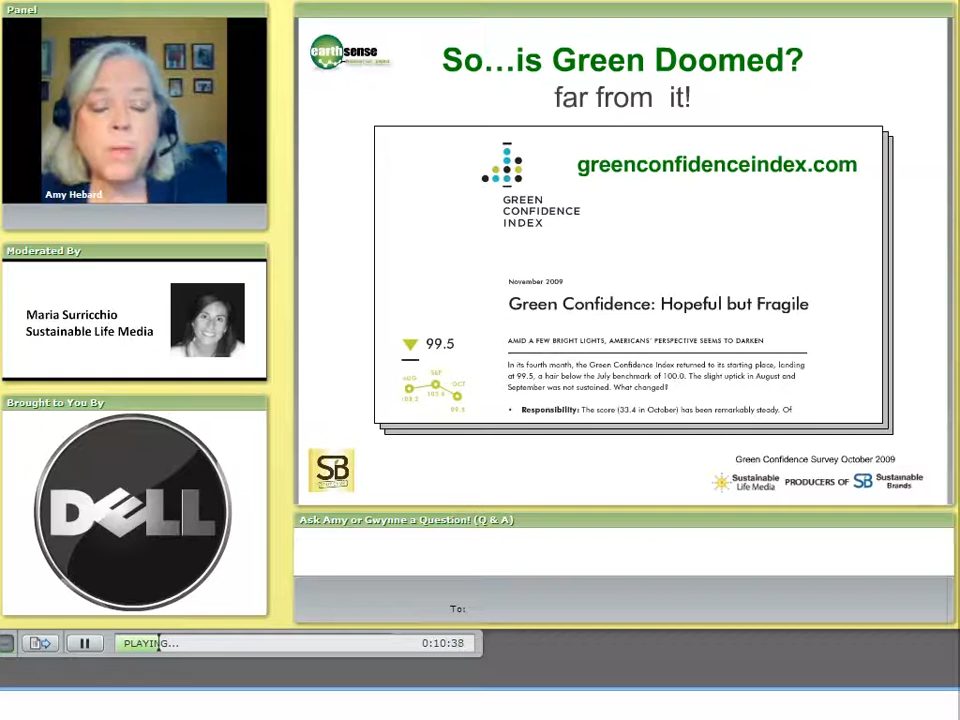 Panel
Amy Hebard
Moderated By
Maria Surricchio
Sustainable Life Media
Brought to You By
DELL
earthsense
So…is Green Doomed?
far from it!
greenconfidenceindex.com
GREEN
CONFIDENCE
INDEX
November 2009
Green Confidence: Hopeful but Fragile
99.5
AMID A FEW BRIGHT LIGHTS, AMERICANS' PERSPECTIVE SEEMS TO DARKEN
In its fourth month, the Green Confidence Index returned to its starting place, landing
at 99.5, a hair below the July benchmark of 100.0. The slight uptick in August and
September was not sustained. What changed?
AUG
SEP
OCT
99.5
• Responsibility: The score (33.4 in October) has been remarkably steady. Of
SB
Green Confidence Survey October 2009
Sustainable Life Media PRODUCERS OF SB Sustainable Brands
Ask Amy or Gwynne a Question! (Q & A)
To:
PLAYING...
0:10:38